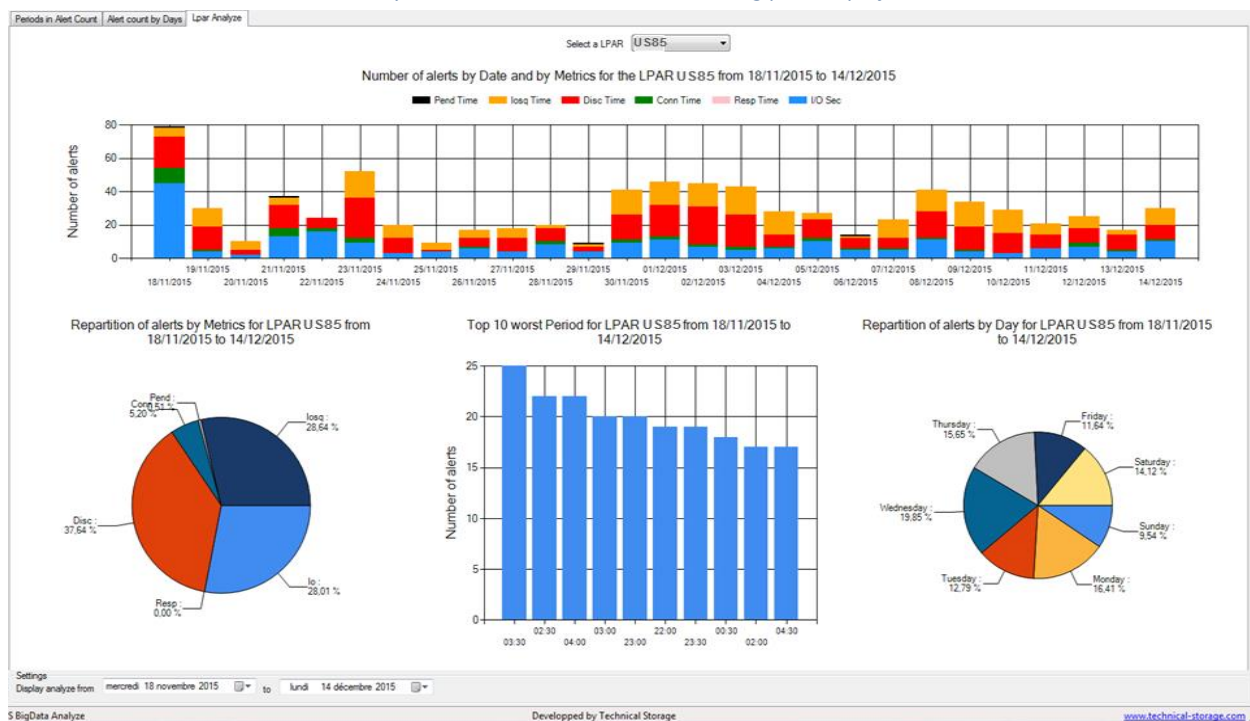 Periods in Alert Count Alert count by Days Lpar Analyze
Select a LPAR US85
Number of alerts by Date and by Metrics for the LPAR US85 from 18/11/2015 to 14/12/2015
Pend Time Iosq Time Disc Time Conn Time Resp Time I/O Sec
Number of alerts
80
60
40
20
0
19/11/2015 21/11/2015 23/11/2015 25/11/2015 27/11/2015 29/11/2015 01/12/2015 03/12/2015 05/12/2015 07/12/2015 09/12/2015 11/12/2015 13/12/2015
18/11/2015 20/11/2015 22/11/2015 24/11/2015 26/11/2015 28/11/2015 30/11/2015 02/12/2015 04/12/2015 06/12/2015 08/12/2015 10/12/2015 12/12/2015 14/12/2015
Repartition of alerts by Metrics for LPAR US85 from
18/11/2015 to 14/12/2015
Pend :
0,51 %
Conn
5,20 %
Iosq :
28,64 %
Disc :
37,64 %
Resp :
0,00 %
Io :
28,01 %
Top 10 worst Period for LPAR US85 from 18/11/2015 to
14/12/2015
Number of alerts
25
20
15
10
5
0
02:30 03:00 22:00 00:30 04:30
03:30 04:00 23:00 23:30 02:00
Repartition of alerts by Day for LPAR US85 from 18/11/2015
to 14/12/2015
Friday :
11,64 %
Thursday :
15,65 %
Saturday :
14,12 %
Wednesday :
19,85 %
Sunday :
9,54 %
Tuesday :
12,79 %
Monday :
16,41 %
Settings
Display analyze from mercredi 18 novembre 2015 to lundi 14 décembre 2015
S BigData Analyze Developped by Technical Storage www.technical-storage.com